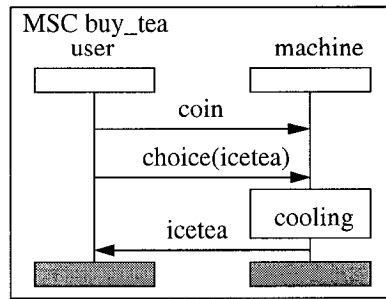 MSC buy_tea
user machine
coin
choice(icetea)
cooling
icetea